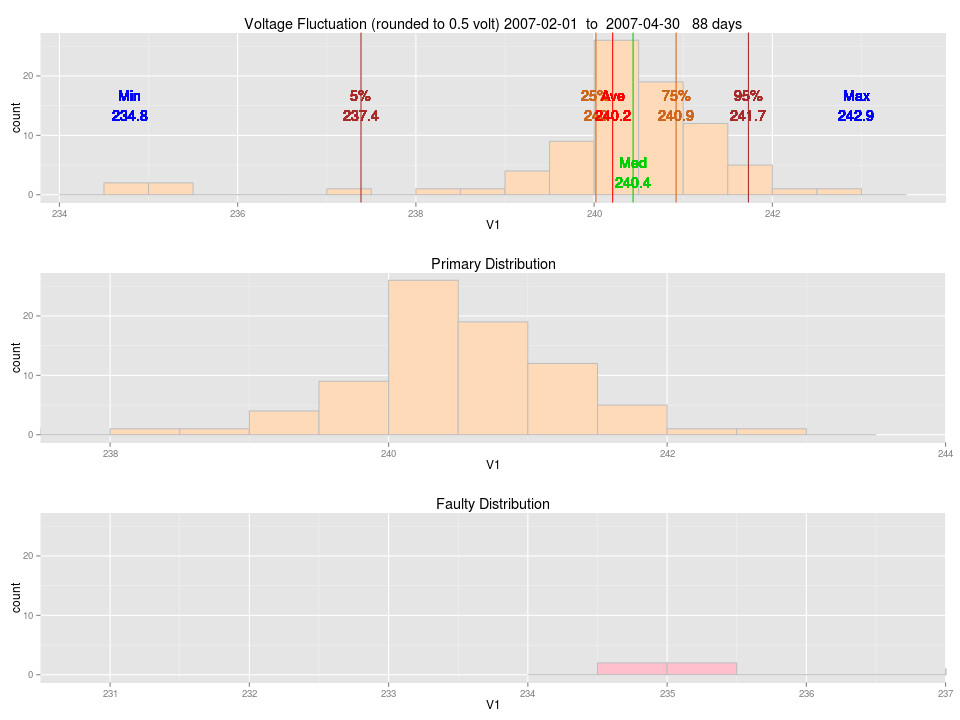 Voltage Fluctuation (rounded to 0.5 volt) 2007-02-01 to 2007-04-30 88 days
count
20
10
0
Min
234.8
5%
237.4
25%
Ave
240.2
Med
240.4
75%
240.9
95%
241.7
Max
242.9
234 236 238 240 242
V1
Primary Distribution
count
20
10
0
238 240 242 244
V1
Faulty Distribution
count
20
10
0
231 232 233 234 235 236 237
V1